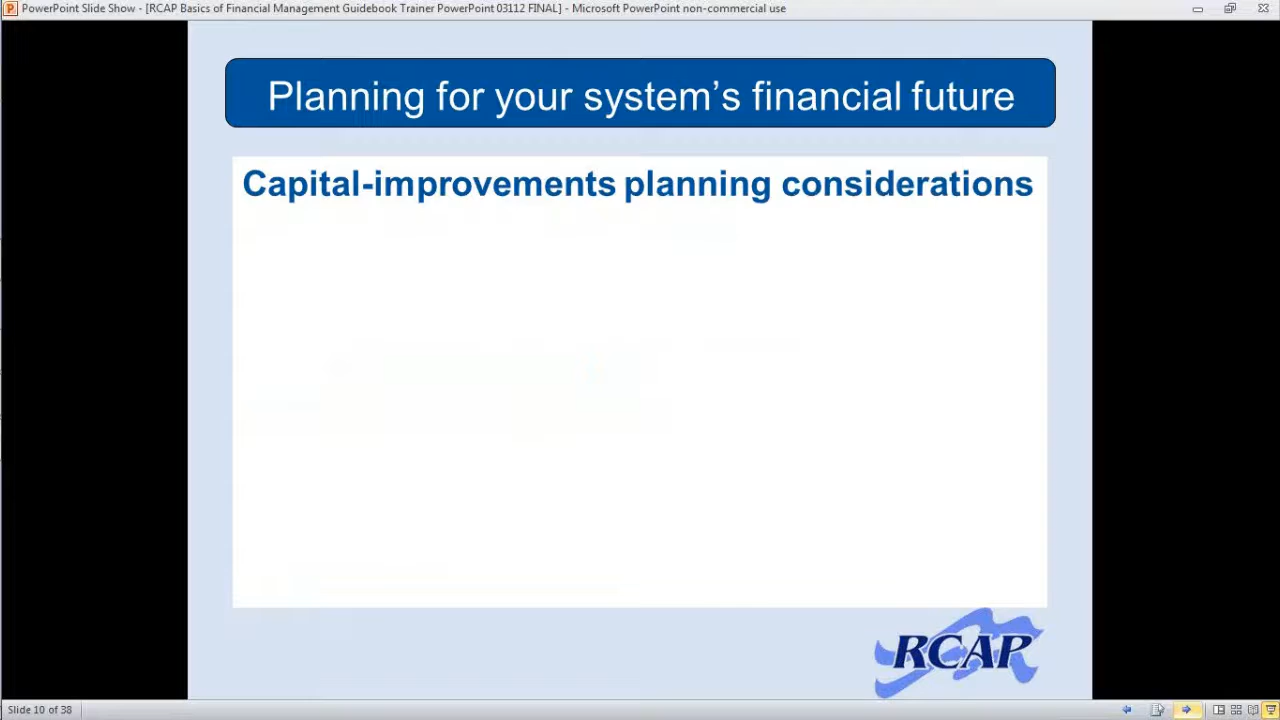 PowerPoint Slide Show - [RCAP Basics of Financial Management Guidebook Trainer PowerPoint 03112 FINAL] - Microsoft PowerPoint non-commercial use
Planning for your system’s financial future
Capital-improvements planning considerations
RCAP
Slide 10 of 38